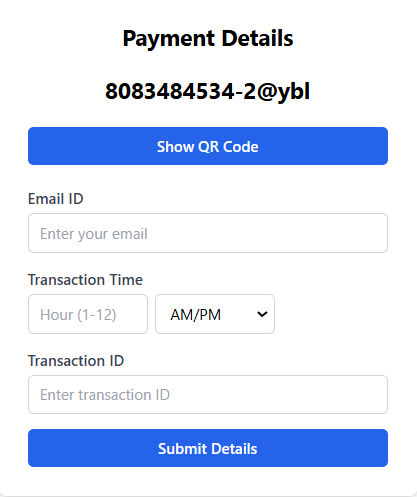 Payment Details
8083484534-2@ybl
Show QR Code
Email ID
Enter your email
Transaction Time
Hour (1-12) AM/PM
Transaction ID
Enter transaction ID
Submit Details